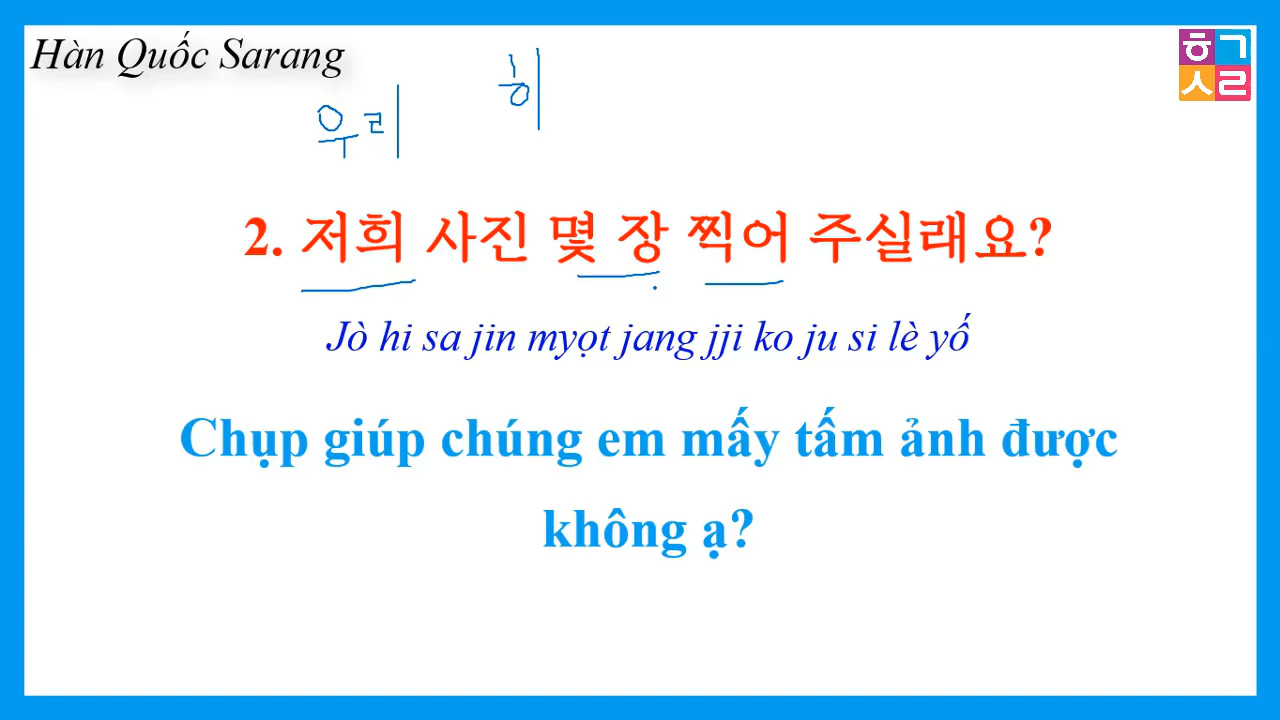 Hàn Quốc Sarang
ㅎㄱ
ㅅㄹ
히
우리
2. 저희 사진 몇 장 찍어 주실래요?
Jò hi sa jin myọt jang jji ko ju si lè yố
Chụp giúp chúng em mấy tấm ảnh được
không ạ?